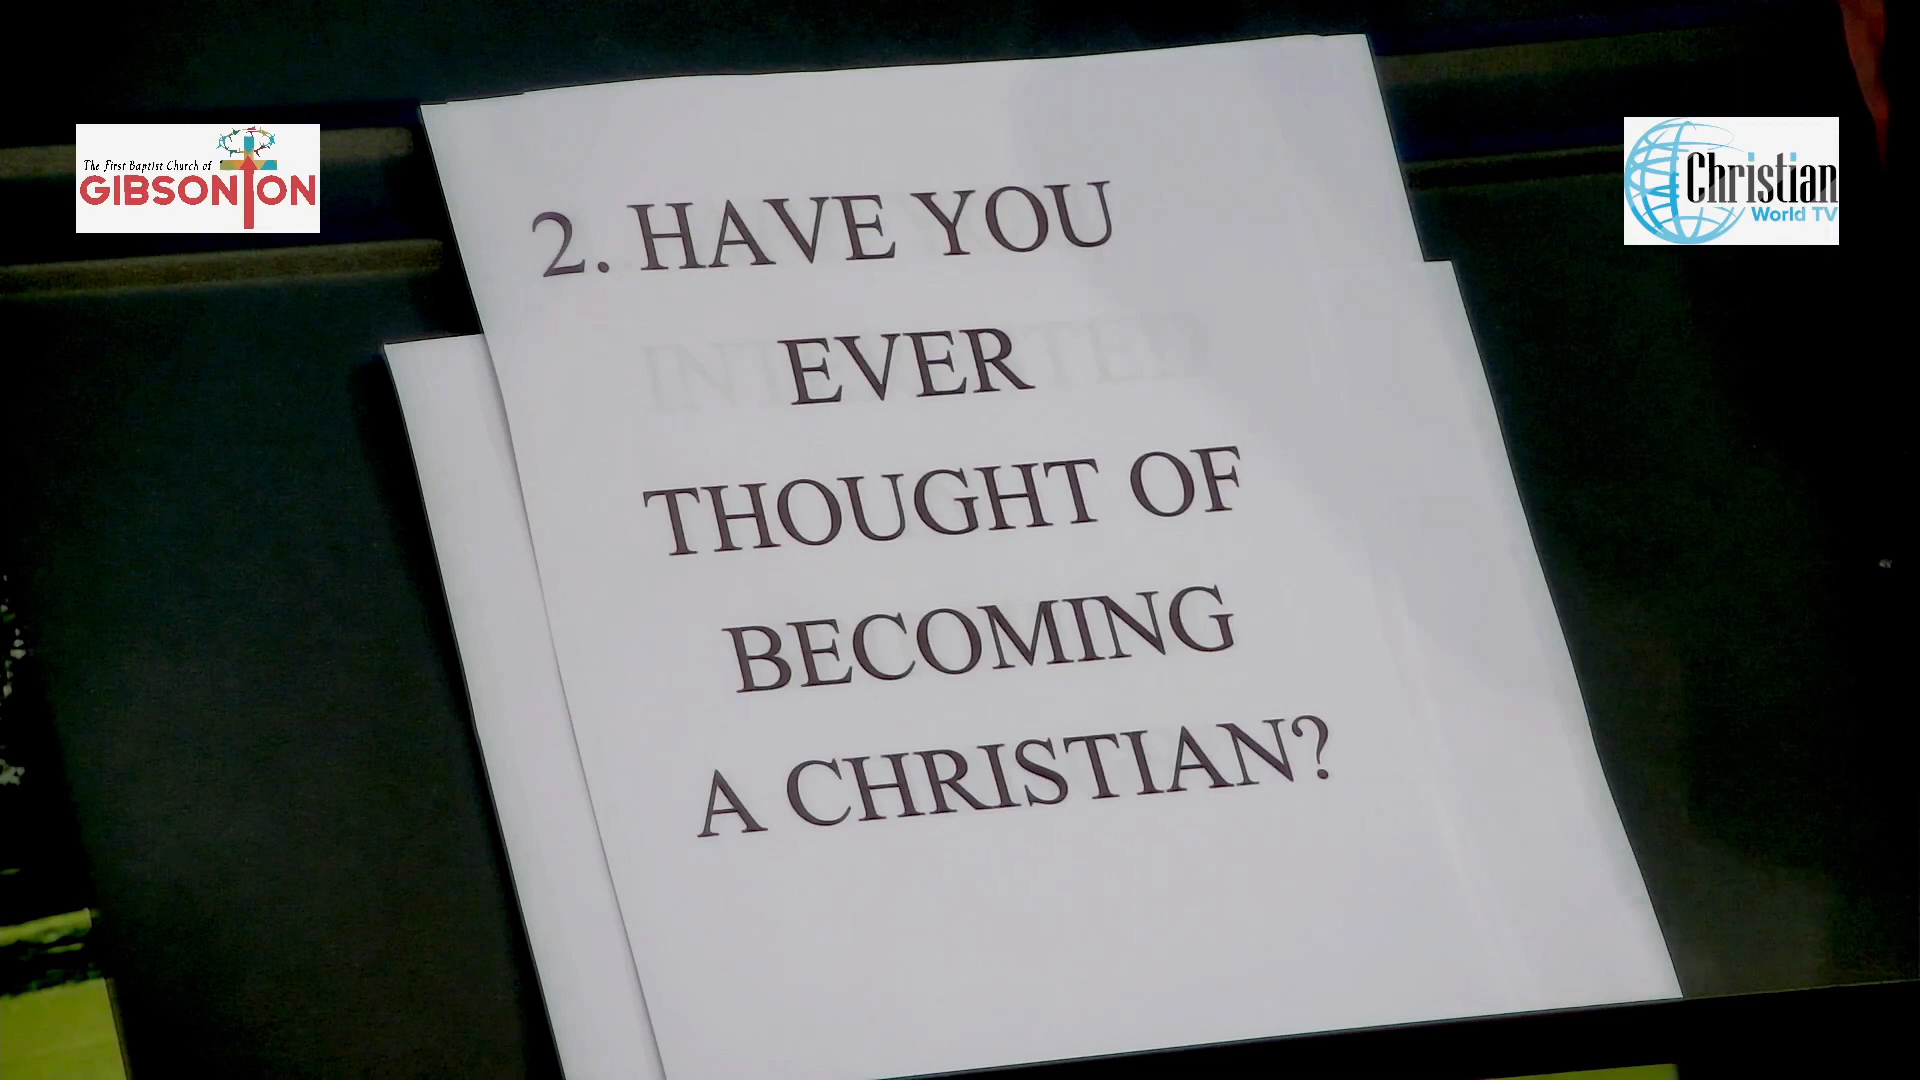 The First Baptist Church of
GIBSONTON
Christian
World TV
2. HAVE YOU
EVER
THOUGHT OF
BECOMING
A CHRISTIAN?